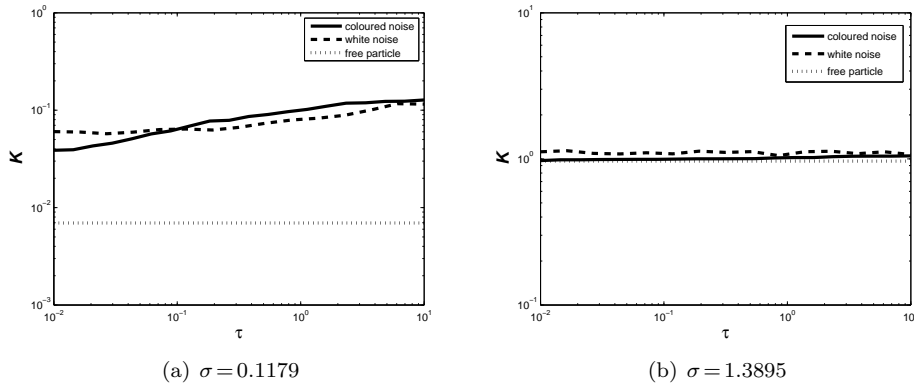 10^0
10^-1
10^-2
10^-3
K
coloured noise
white noise
free particle
10^-2
10^-1
10^0
10^1
τ
(a) σ=0.1179
10^1
10^0
10^-1
K
coloured noise
white noise
free particle
10^-2
10^-1
10^0
10^1
τ
(b) σ=1.3895